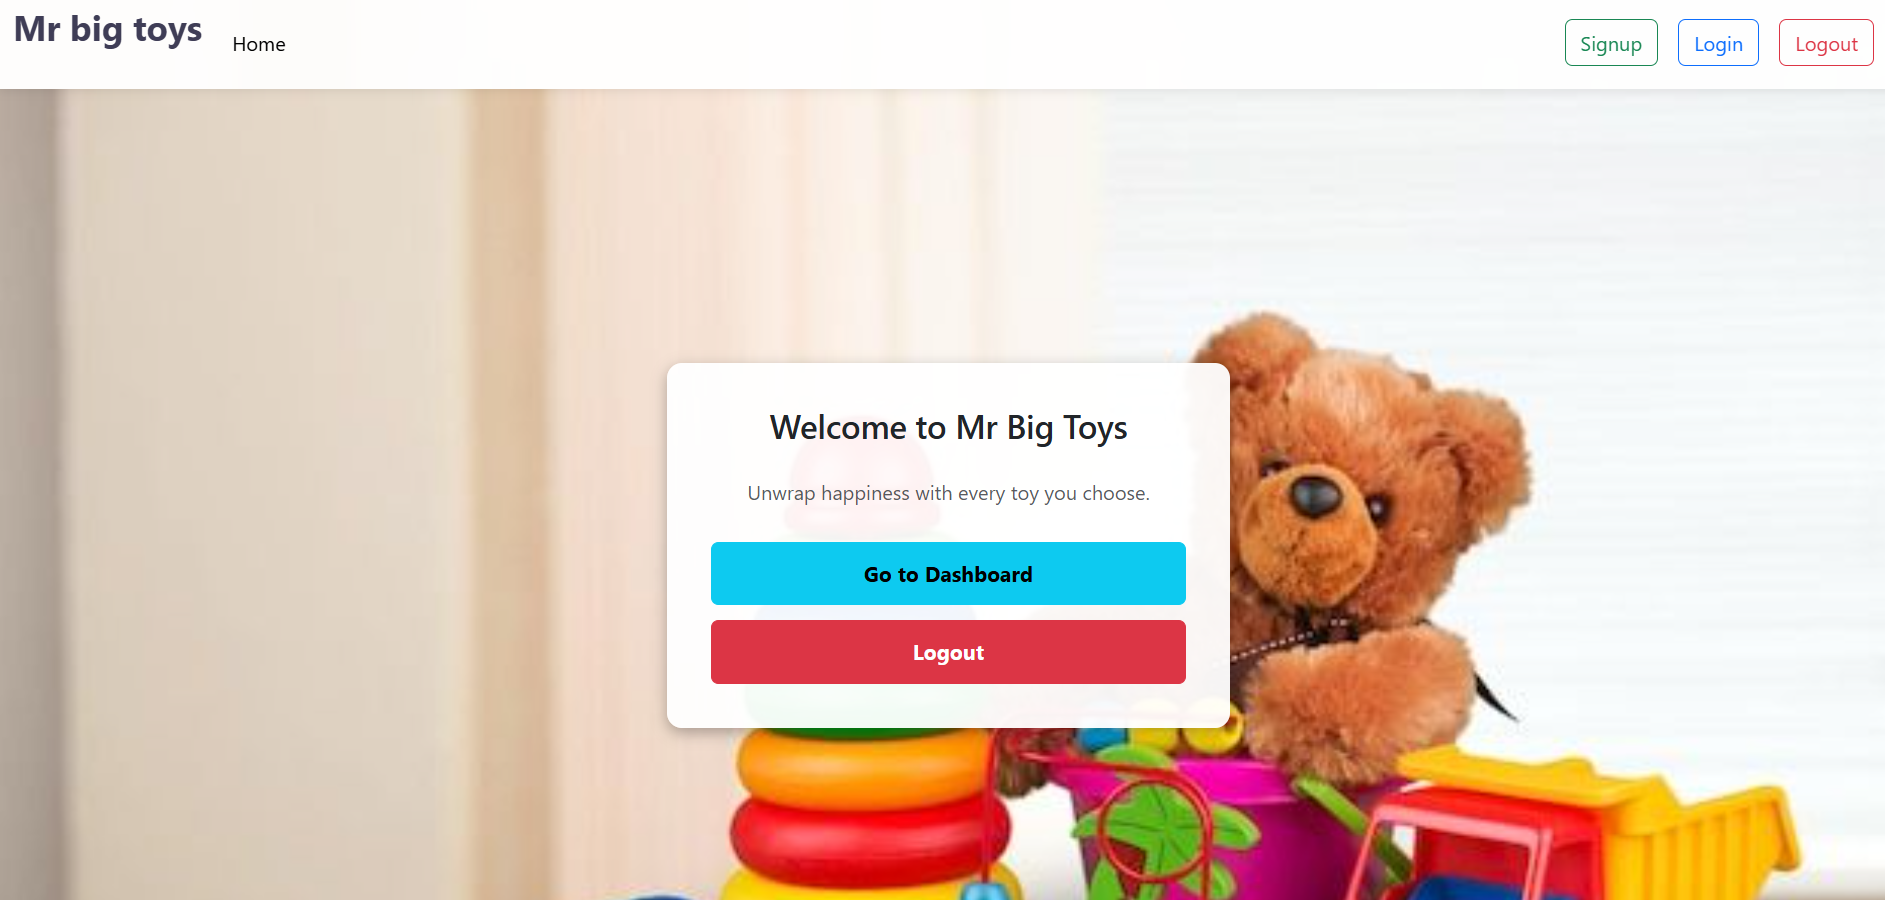 Mr big toys
Home
Signup
Login
Logout
Welcome to Mr Big Toys
Unwrap happiness with every toy you choose.
Go to Dashboard
Logout